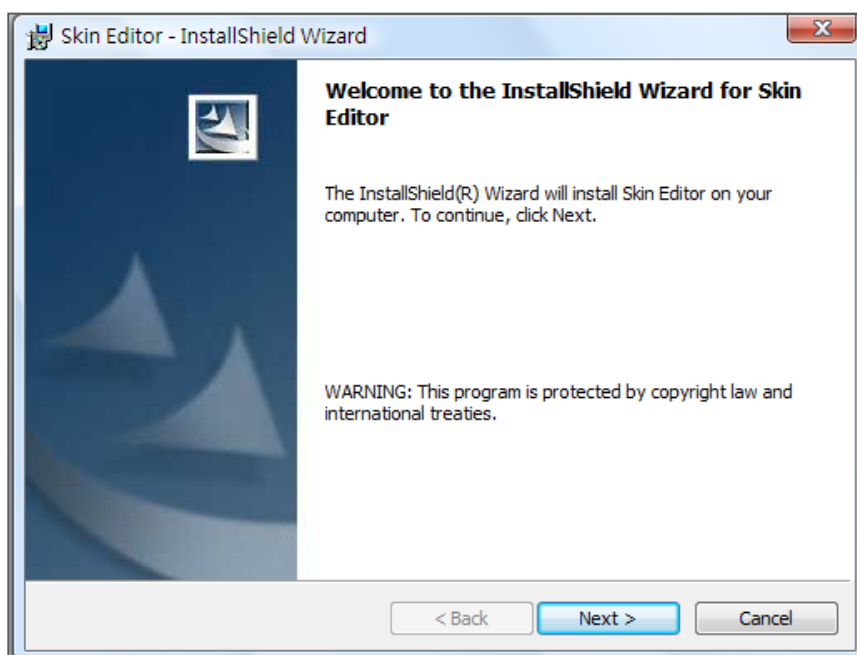 Skin Editor - InstallShield Wizard
Welcome to the InstallShield Wizard for Skin
Editor
The InstallShield(R) Wizard will install Skin Editor on your
computer. To continue, click Next.
WARNING: This program is protected by copyright law and
international treaties.
< Back Next > Cancel